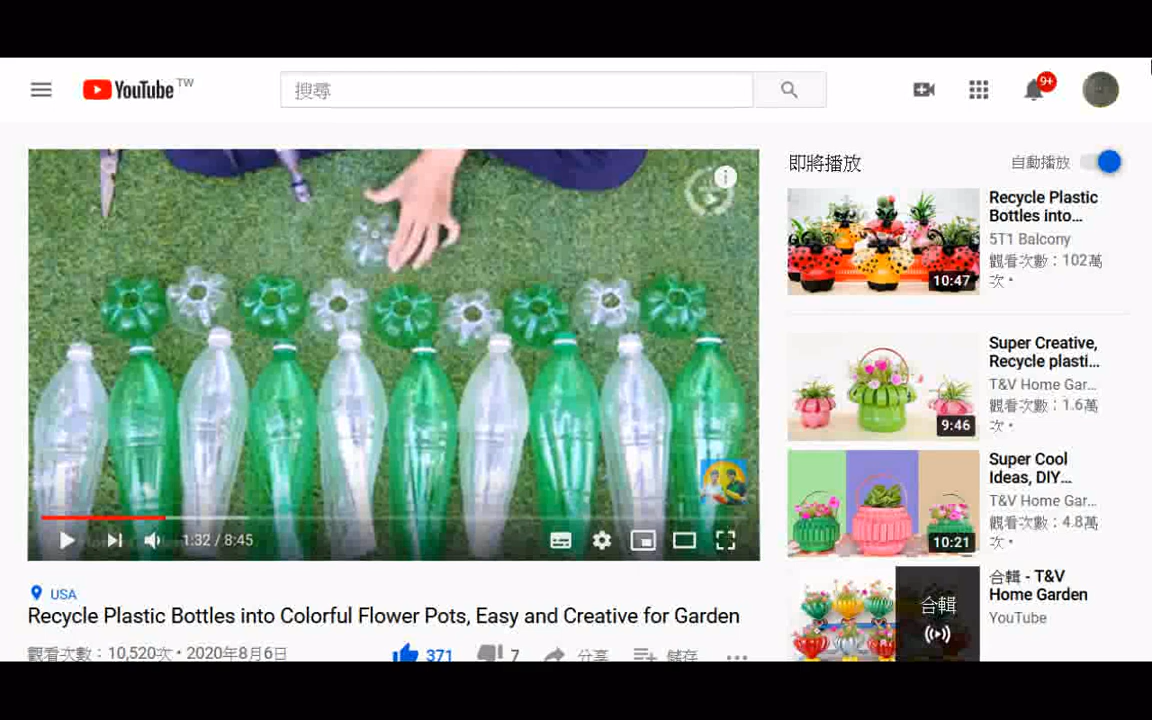 YouTube TW
搜尋
9+
即將播放
自動播放
Recycle Plastic
Bottles into...
5T1 Balcony
觀看次數：102萬
次・
10:47
Super Creative,
Recycle plasti...
T&V Home Gar...
觀看次數：1.6萬
次・
9:46
Super Cool
Ideas, DIY...
T&V Home Gar...
觀看次數：4.8萬
次・
10:21
合輯 - T&V
Home Garden
YouTube
合輯
1:32 / 8:45
USA
Recycle Plastic Bottles into Colorful Flower Pots, Easy and Creative for Garden
觀看次數：10,520次・2020年8月6日
371
7
分享
儲存